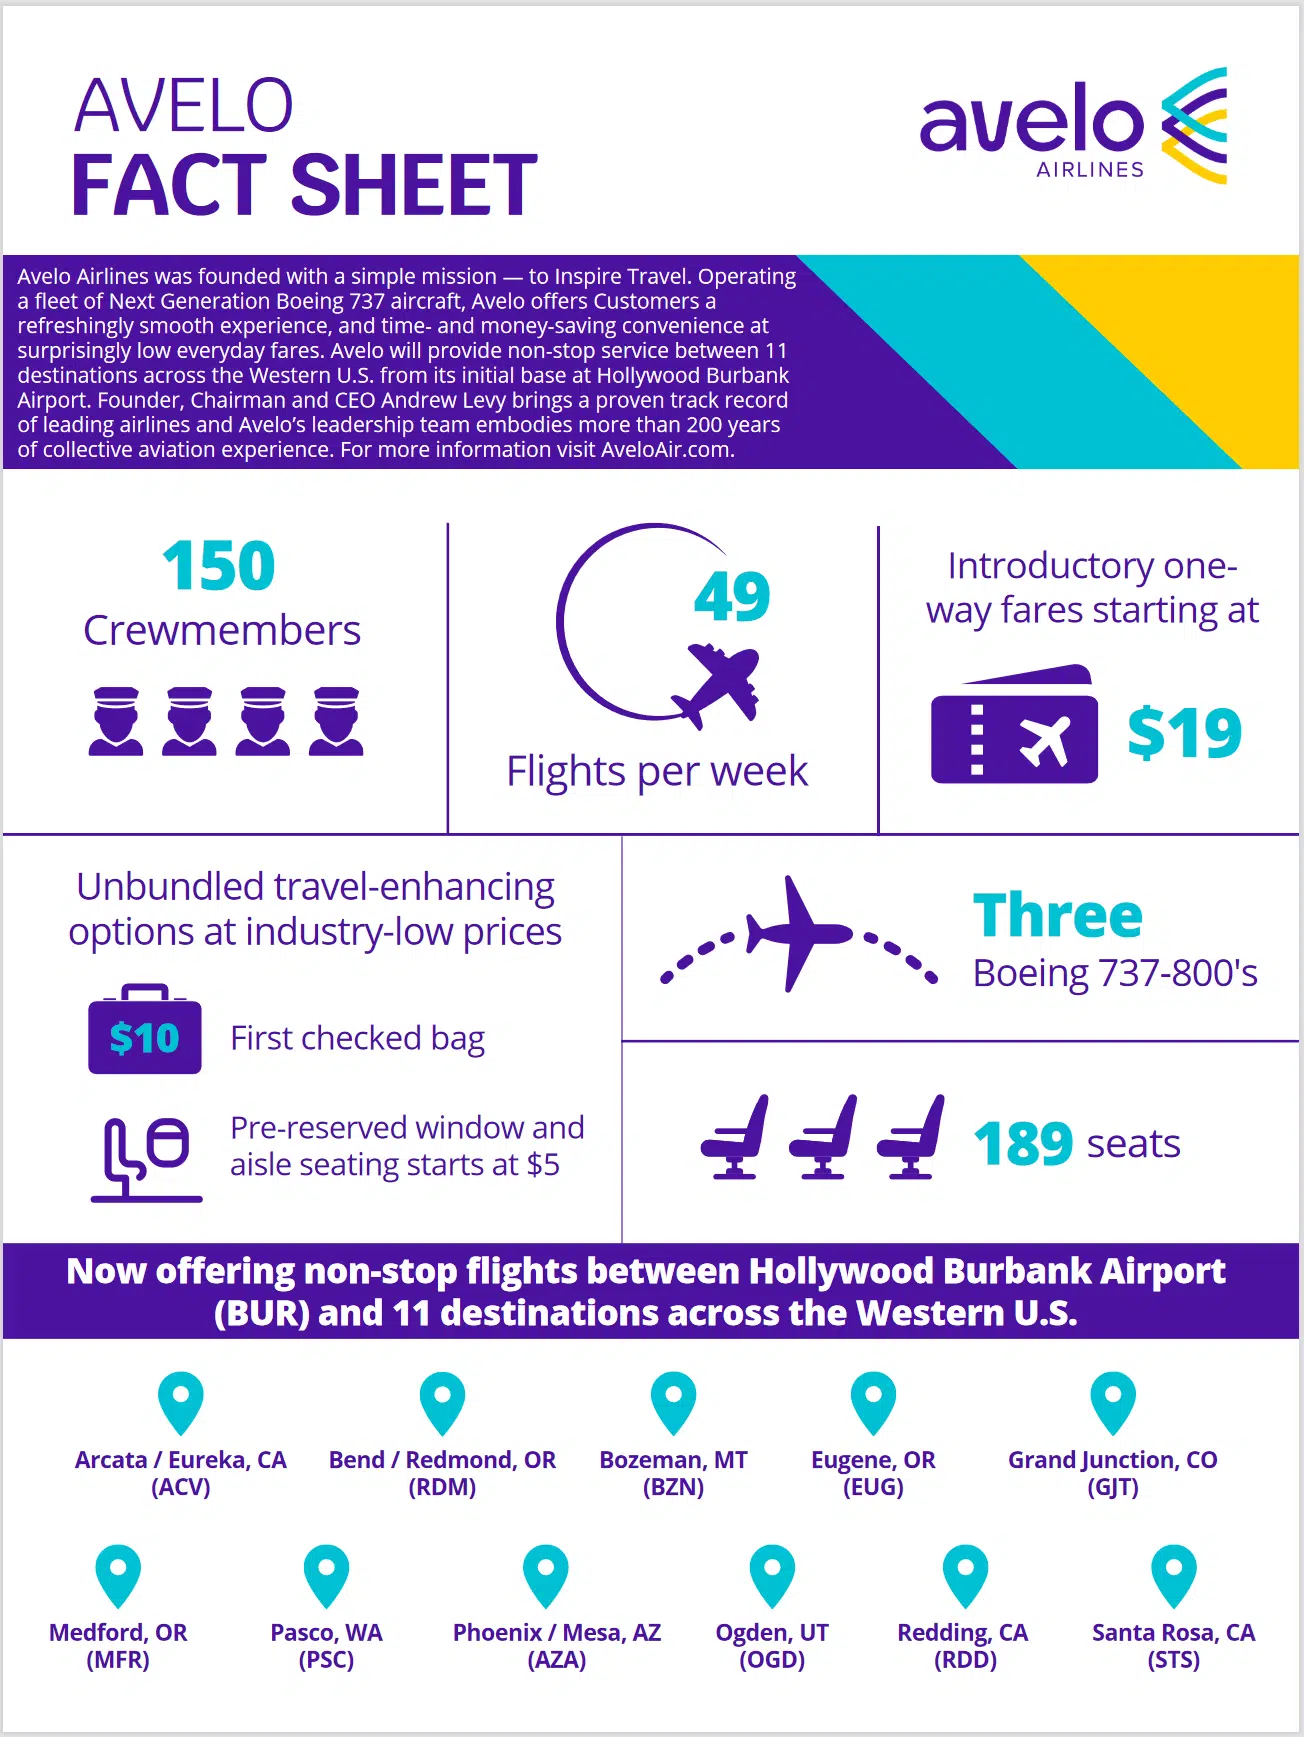 AVELO
FACT SHEET
avelo
AIRLINES
Avelo Airlines was founded with a simple mission — to Inspire Travel. Operating
a fleet of Next Generation Boeing 737 aircraft, Avelo offers Customers a
refreshingly smooth experience, and time- and money-saving convenience at
surprisingly low everyday fares. Avelo will provide non-stop service between 11
destinations across the Western U.S. from its initial base at Hollywood Burbank
Airport. Founder, Chairman and CEO Andrew Levy brings a proven track record
of leading airlines and Avelo’s leadership team embodies more than 200 years
of collective aviation experience. For more information visit AveloAir.com.
150
Crewmembers
49
Flights per week
Introductory one-
way fares starting at
$19
Unbundled travel-enhancing
options at industry-low prices
$10
First checked bag
Pre-reserved window and
aisle seating starts at $5
Three
Boeing 737-800's
189 seats
Now offering non-stop flights between Hollywood Burbank Airport
(BUR) and 11 destinations across the Western U.S.
Arcata / Eureka, CA
(ACV)
Bend / Redmond, OR
(RDM)
Bozeman, MT
(BZN)
Eugene, OR
(EUG)
Grand Junction, CO
(GJT)
Medford, OR
(MFR)
Pasco, WA
(PSC)
Phoenix / Mesa, AZ
(AZA)
Ogden, UT
(OGD)
Redding, CA
(RDD)
Santa Rosa, CA
(STS)